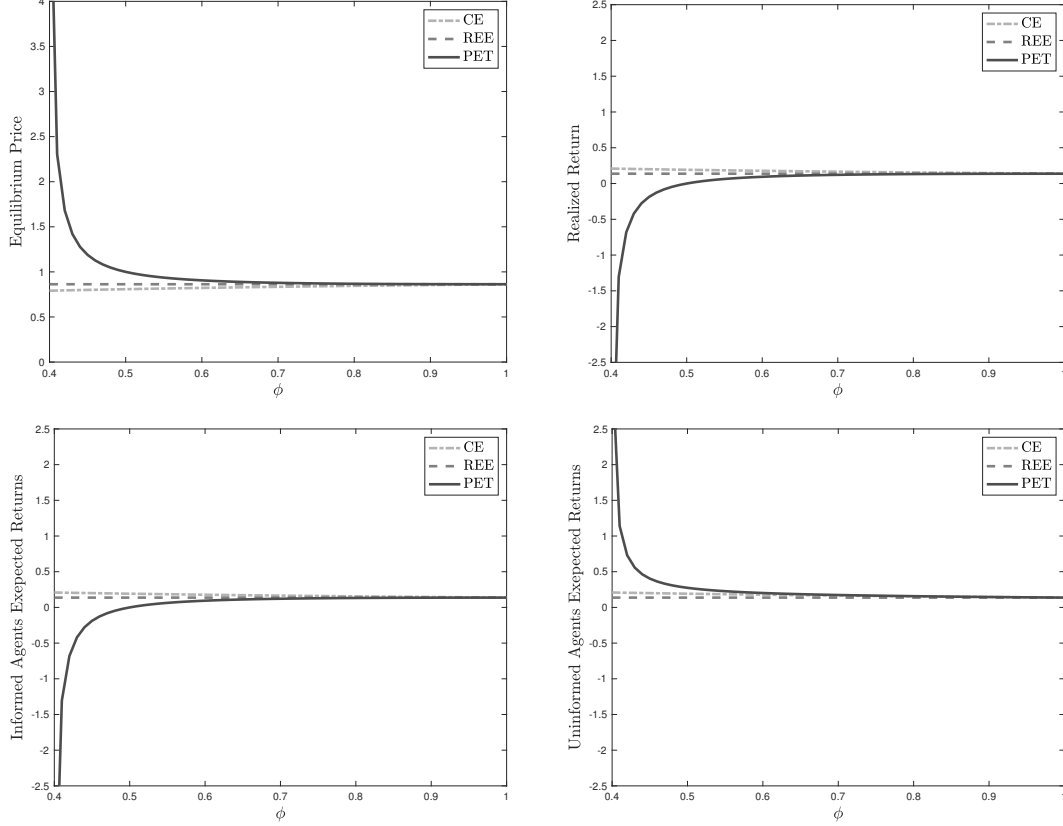 4
3.5
3
2.5
2
1.5
1
0.5
0
0.4 0.5 0.6 0.7 0.8 0.9 1
Equilibrium Price
ϕ
CE
REE
PET
2.5
2
1.5
1
0.5
0
-0.5
-1
-1.5
-2
-2.5
0.4 0.5 0.6 0.7 0.8 0.9 1
Realized Return
ϕ
CE
REE
PET
2.5
2
1.5
1
0.5
0
-0.5
-1
-1.5
-2
-2.5
0.4 0.5 0.6 0.7 0.8 0.9 1
Informed Agents Exepected Returns
ϕ
CE
REE
PET
2.5
2
1.5
1
0.5
0
-0.5
-1
-1.5
-2
-2.5
0.4 0.5 0.6 0.7 0.8 0.9 1
Uninformed Agents Exepected Returns
ϕ
CE
REE
PET